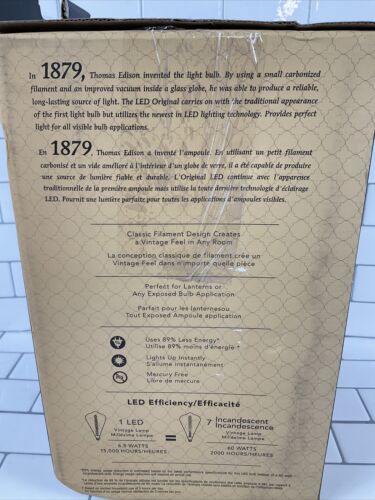 In 1879, Thomas Edison invented the light bulb. By using a small carbonized
filament and an improved vacuum inside a glass globe, he was able to produce a reliable,
long-lasting source of light. The LED Original carries on with the traditional appearance
of the first light bulb but utilizes the newest in LED lighting technology. Provides perfect
light for all visible bulb applications.
En 1879, Thomas Edison a inventé l'ampoule. En utilisant un petit filament
carbonisé et un vide amélioré à l'intérieur d'un globe de verre, il a été capable de produire
une source de lumière fiable et durable. L'Original LED continue avec l'apparence
traditionnelle de la première ampoule mais utilise la toute dernière technologie d'éclairage
LED. Fournit une lumière parfaite pour toutes les applications d'ampoules visibles.
Classic Filament Design Creates
a Vintage Feel in Any Room
La conception classique de filament crée un
Vintage Feel dans n'importe quelle pièce
Perfect for Lanterns or
Any Exposed Bulb Application
Parfait pour les lanternesou
Tout Exposed Ampoule application
Uses 89% Less Energy*
Utilise 89% moins d'énergie*
Lights Up Instantly
S'allume instantanément
Hg
Mercury Free
Libre de mercure
LED Efficiency/Efficacité
1 LED
Vintage Lamp
Millésime Lampe
6.5 WATTS
15,000 HOURS/HEURES
=
7 Incandescent
Incandescence
Vintage Lamp
Millésime Lampe
60 WATTS
2000 HOURS/HEURES